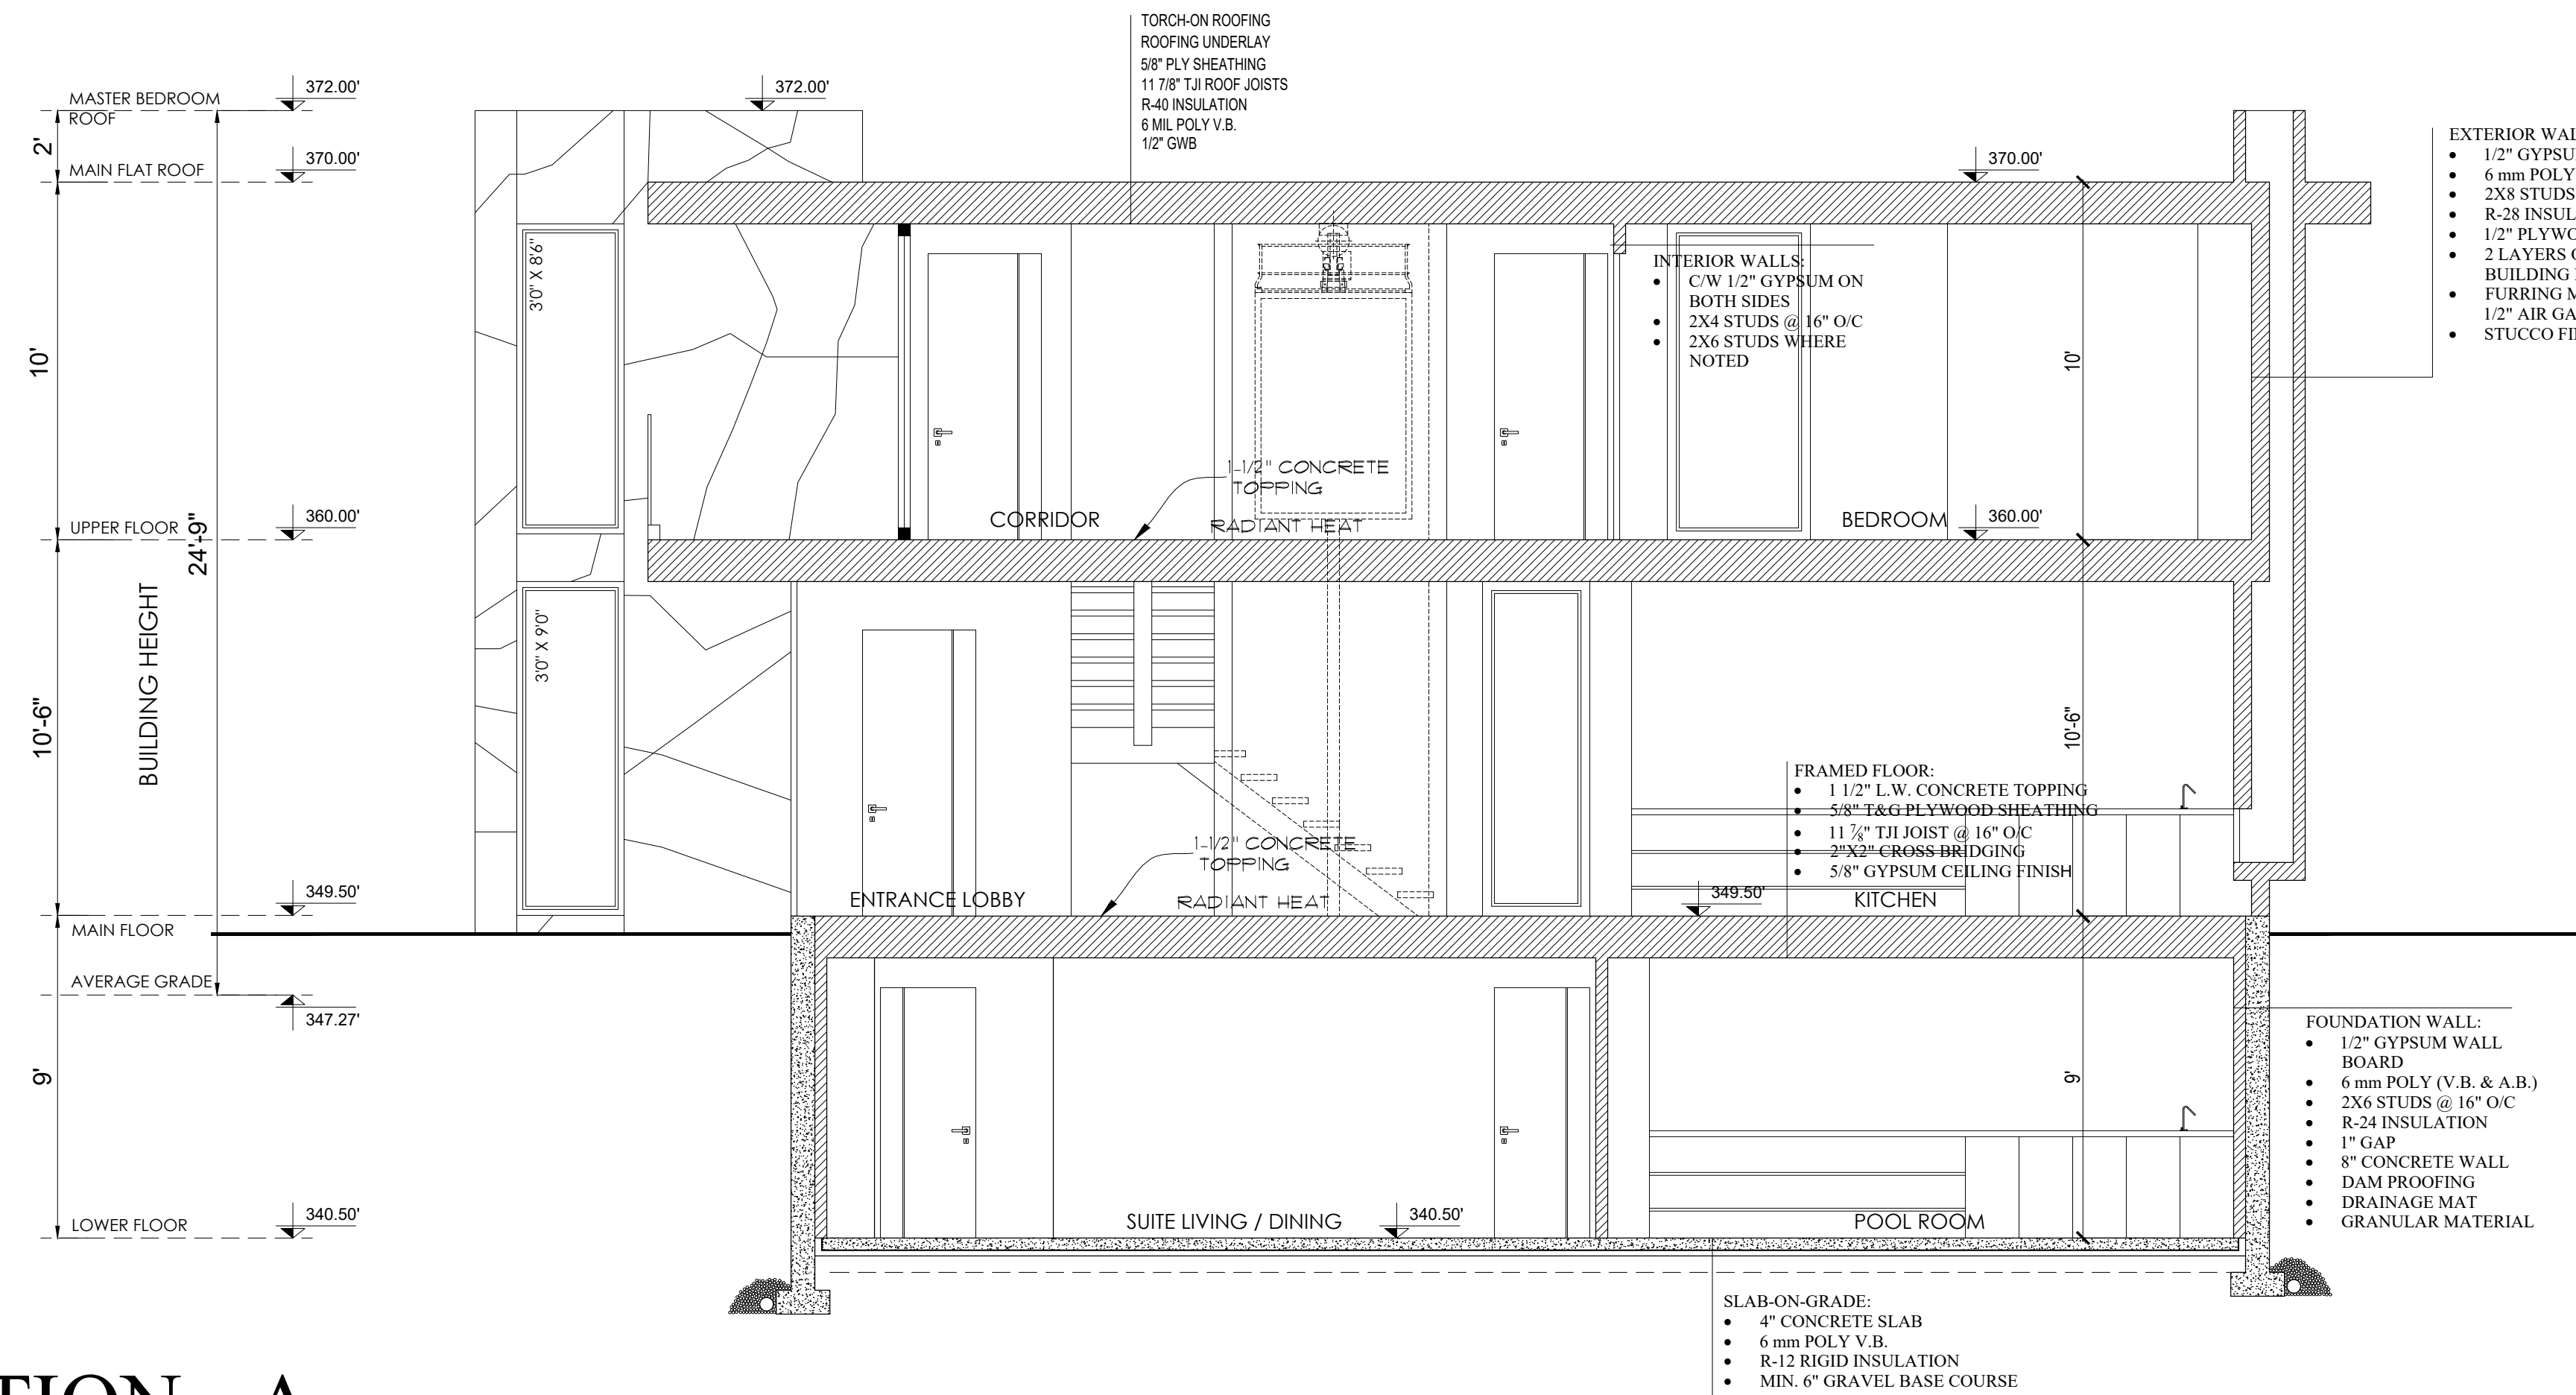 TORCH-ON ROOFING
ROOFING UNDERLAY
5/8" PLY SHEATHING
11 7/8" TJI ROOF JOISTS
R-40 INSULATION
6 MIL POLY V.B.
1/2" GWB
MASTER BEDROOM
ROOF
372.00'
372.00'
2'
MAIN FLAT ROOF
370.00'
370.00'
EXTERIOR WAL
• 1/2" GYPSU
• 6 mm POLY
• 2X8 STUDS
• R-28 INSUL
• 1/2" PLYWO
• 2 LAYERS
BUILDING
• FURRING
1/2" AIR GA
• STUCCO FI
3'0" X 8'6"
INTERIOR WALLS:
• C/W 1/2" GYPSUM ON
BOTH SIDES
• 2X4 STUDS @ 16" O/C
• 2X6 STUDS WHERE
NOTED
10'
10'
1-1/2" CONCRETE
TOPPING
RADIANT HEAT
CORRIDOR
BEDROOM
360.00'
UPPER FLOOR
360.00'
24'-9"
BUILDING HEIGHT
3'0" X 9'0"
10'-6"
10'-6"
FRAMED FLOOR:
• 1 1/2" L.W. CONCRETE TOPPING
• 5/8" T&G PLYWOOD SHEATHING
• 11 ⅞" TJI JOIST @ 16" O/C
• 2"X2" CROSS BRIDGING
• 5/8" GYPSUM CEILING FINISH
1-1/2" CONCRETE
TOPPING
RADIANT HEAT
ENTRANCE LOBBY
349.50'
KITCHEN
349.50'
MAIN FLOOR
AVERAGE GRADE
347.27'
9'
9'
FOUNDATION WALL:
• 1/2" GYPSUM WALL
BOARD
• 6 mm POLY (V.B. & A.B.)
• 2X6 STUDS @ 16" O/C
• R-24 INSULATION
• 1" GAP
• 8" CONCRETE WALL
• DAM PROOFING
• DRAINAGE MAT
• GRANULAR MATERIAL
LOWER FLOOR
340.50'
SUITE LIVING / DINING
340.50'
POOL ROOM
SLAB-ON-GRADE:
• 4" CONCRETE SLAB
• 6 mm POLY V.B.
• R-12 RIGID INSULATION
• MIN. 6" GRAVEL BASE COURSE
TION A